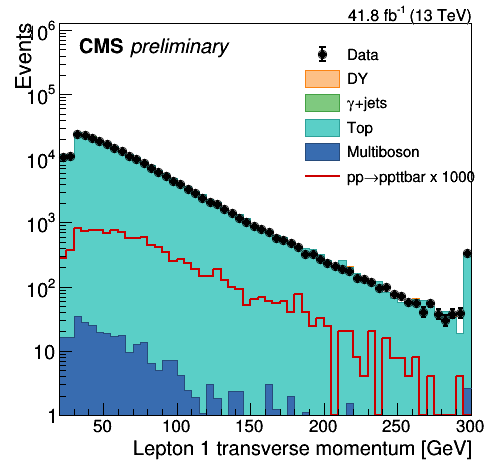 41.8 fb⁻¹ (13 TeV)
Events
CMS preliminary
Data
DY
γ+jets
Top
Multiboson
pp→ppttbar x 1000
10⁶
10⁵
10⁴
10³
10²
10
1
50 100 150 200 250 300
Lepton 1 transverse momentum [GeV]